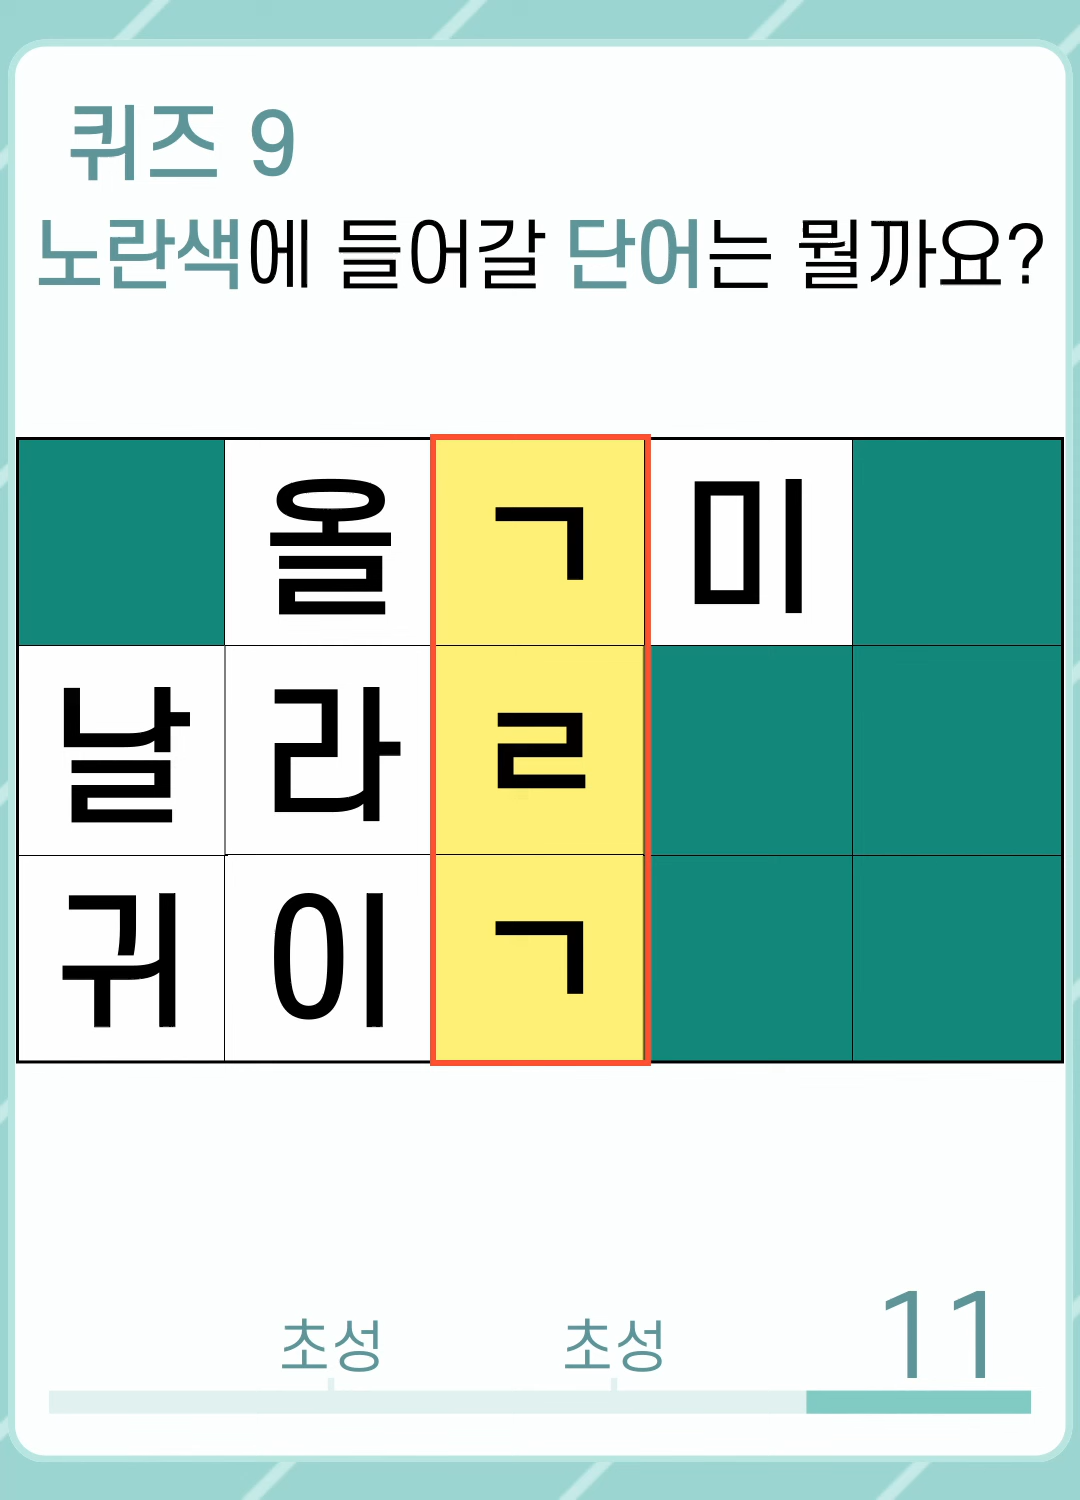 퀴즈 9
노란색에 들어갈 단어는 뭘까요?
올 ㄱ 미
날 라 ㄹ
귀 이 ㄱ
초성 초성 11